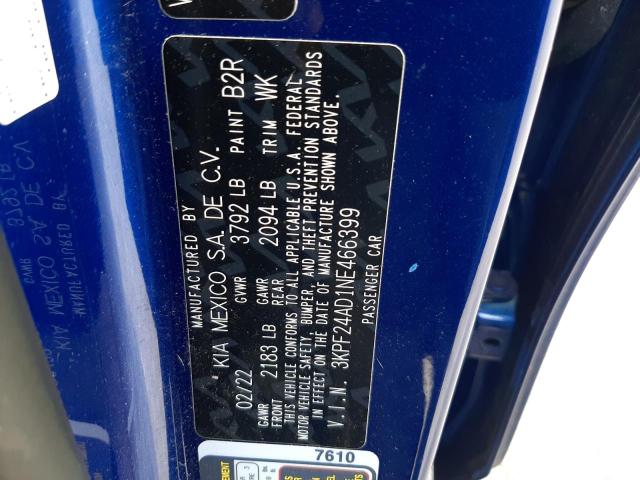 MANUFACTURED BY
KIA MEXICO S.A. DE C.V.
02/22 GVWR 3792 LB PAINT B2R
GAWR FRONT 2183 LB GAWR REAR 2094 LB TRIM WK
THIS VEHICLE CONFORMS TO ALL APPLICABLE U.S.A. FEDERAL
MOTOR VEHICLE SAFETY, BUMPER, AND THEFT PREVENTION STANDARDS
IN EFFECT ON THE DATE OF MANUFACTURE SHOWN ABOVE.
V.I.N. 3KPF24AD1NE466399
PASSENGER CAR
7610